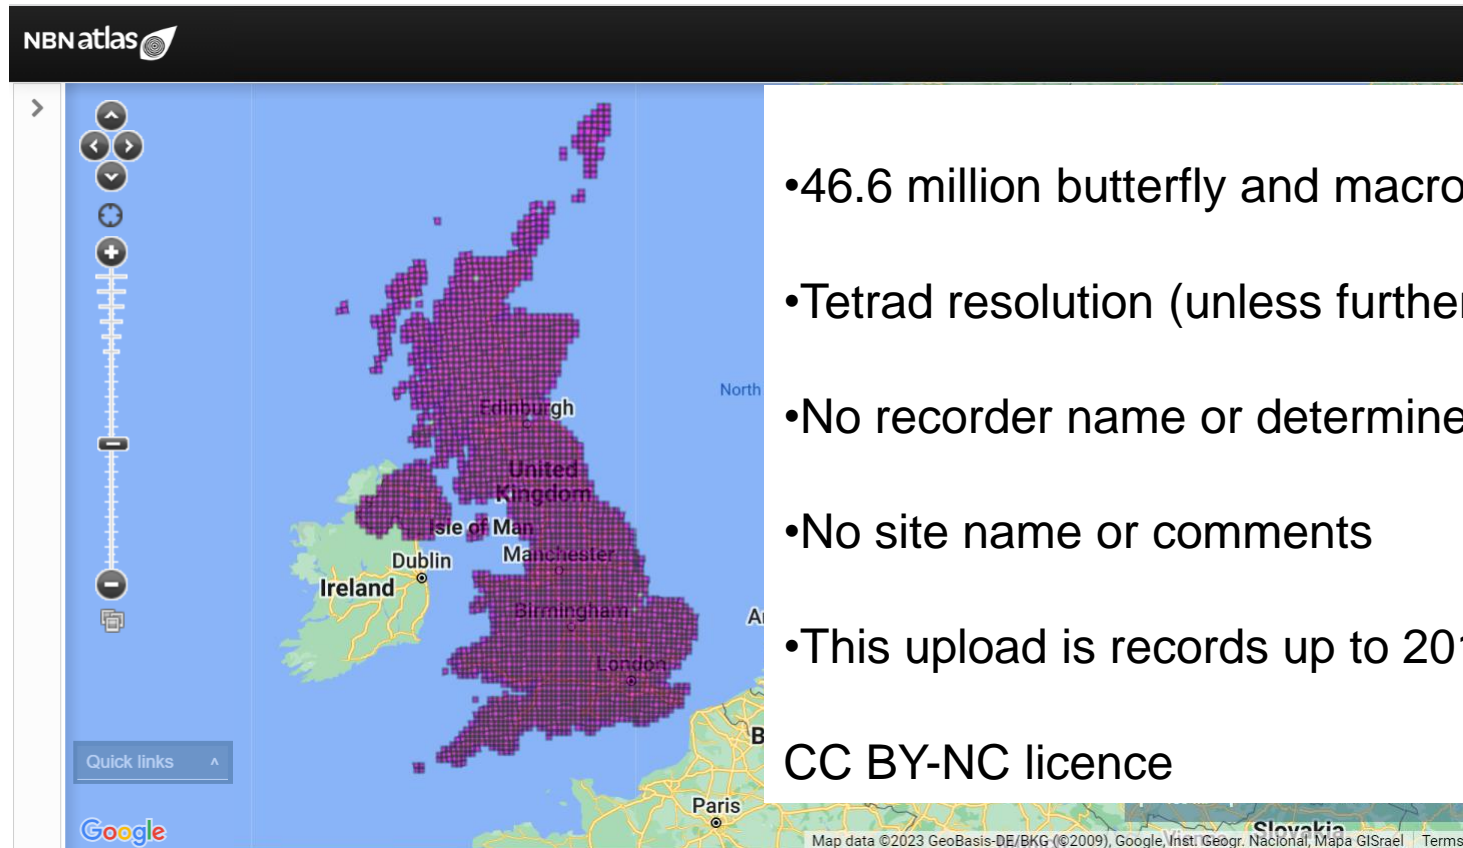 NBN atlas
•46.6 million butterfly and macro
•Tetrad resolution (unless further
•No recorder name or determine
•No site name or comments
•This upload is records up to 201
CC BY-NC licence
North
Edinburgh
United
Kingdom
Isle of Man
Dublin
Manchester
Ireland
Birmingham
London
Paris
Slovakia
Quick links
Google
Map data ©2023 GeoBasis-DE/BKG (©2009), Google, Inst. Geogr. Nacional, Mapa GISrael
Terms